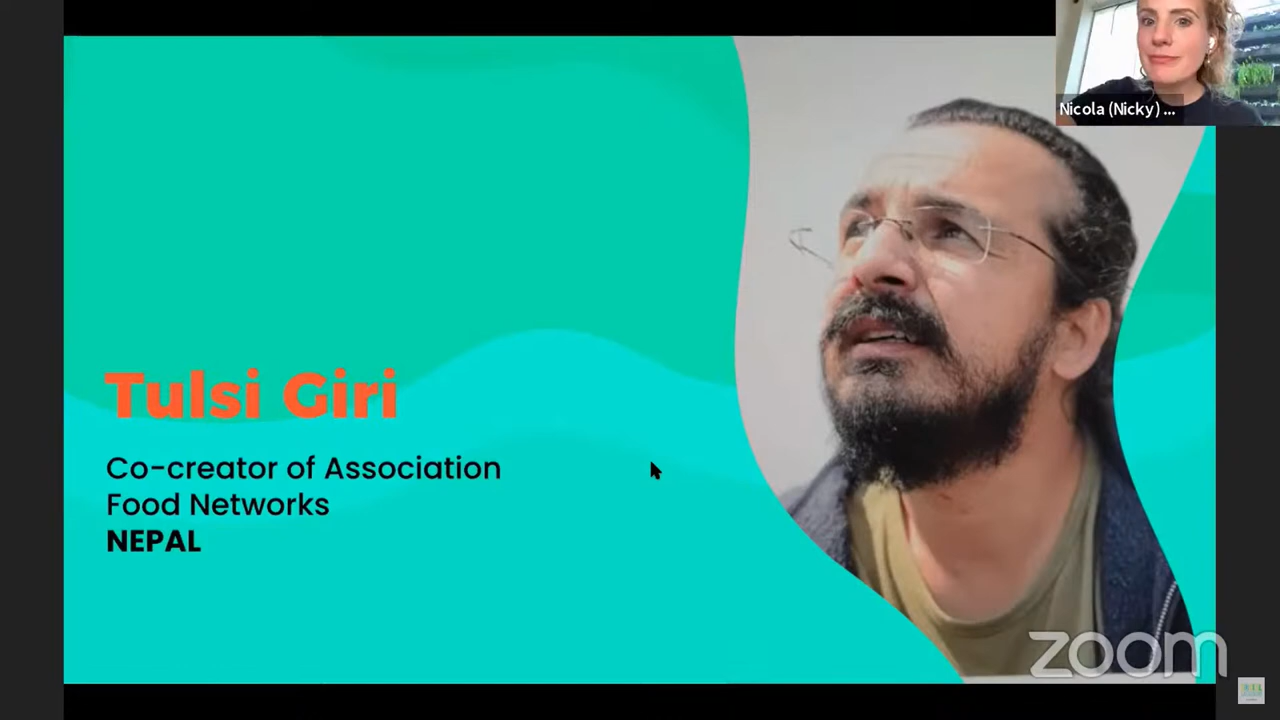 Nicola (Nicky) ...
Tulsi Giri
Co-creator of Association
Food Networks
NEPAL
zoom